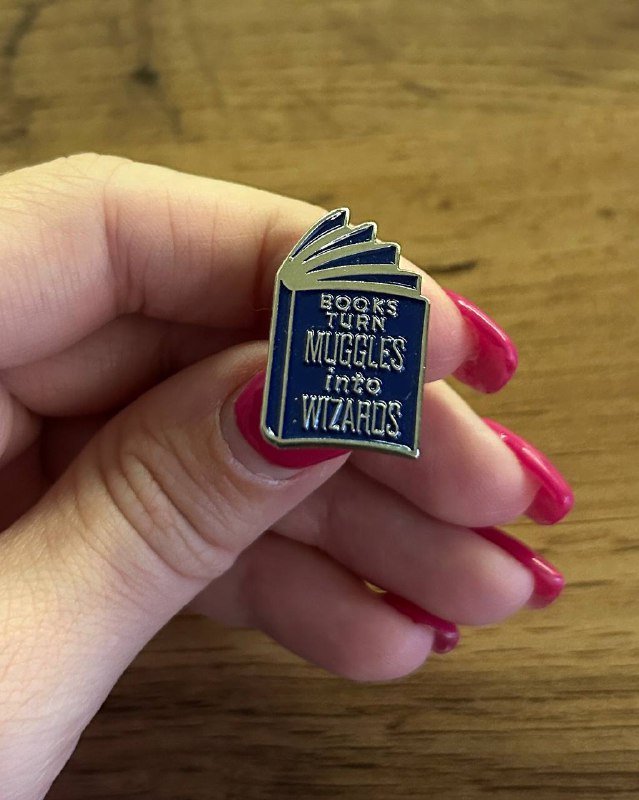 BOOKS
TURN
MUGGLES
into
WIZARDS